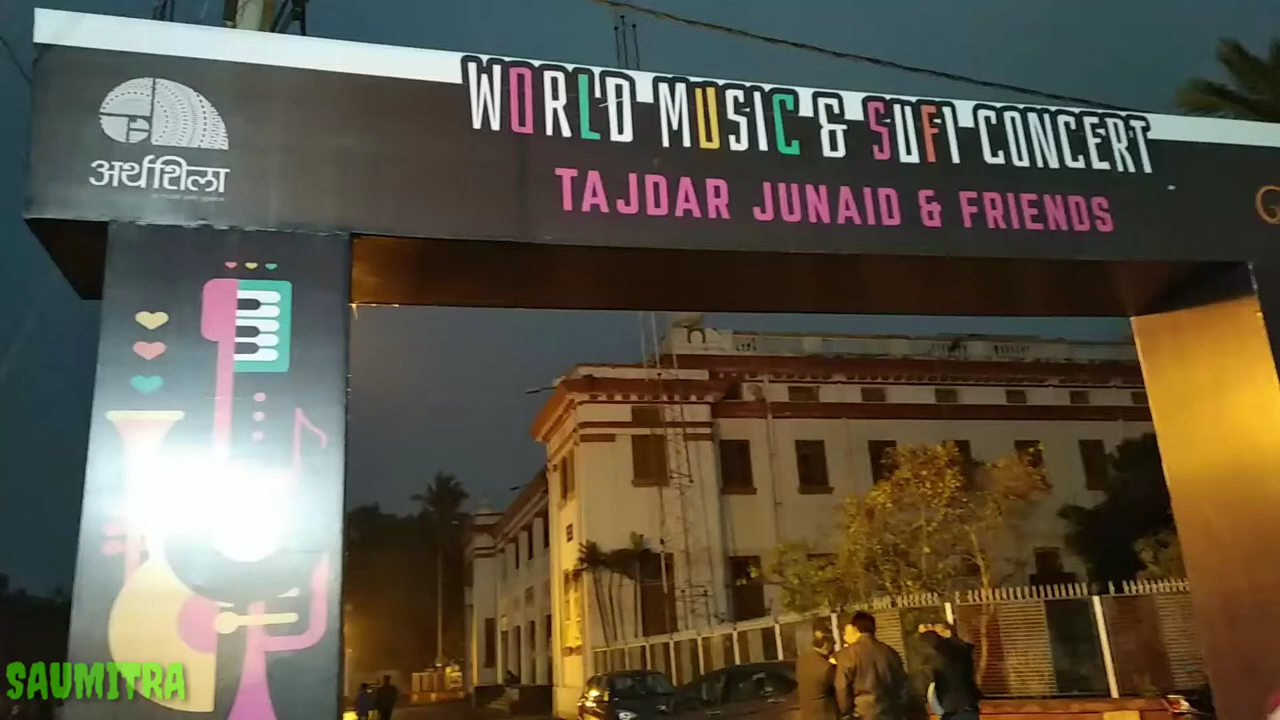 WORLD MUSIC & SUFI CONCERT
TAJDAR JUNAID & FRIENDS
अर्थशिला
SAUMITRA